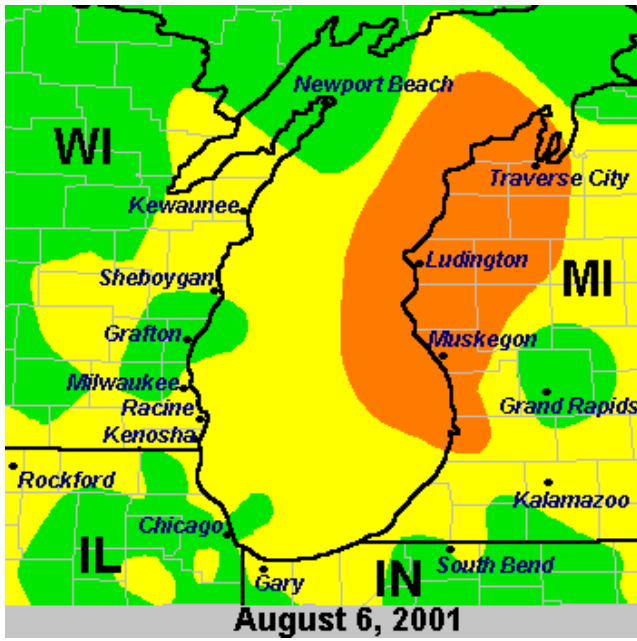 Newport Beach
WI
Traverse City
Kewaunee
Ludington
Sheboygan
MI
Grafton
Muskegon
Milwaukee
Racine
Grand Rapids
Kenosha
Rockford
Kalamazoo
Chicago
IL
South Bend
Gary
IN
August 6, 2001